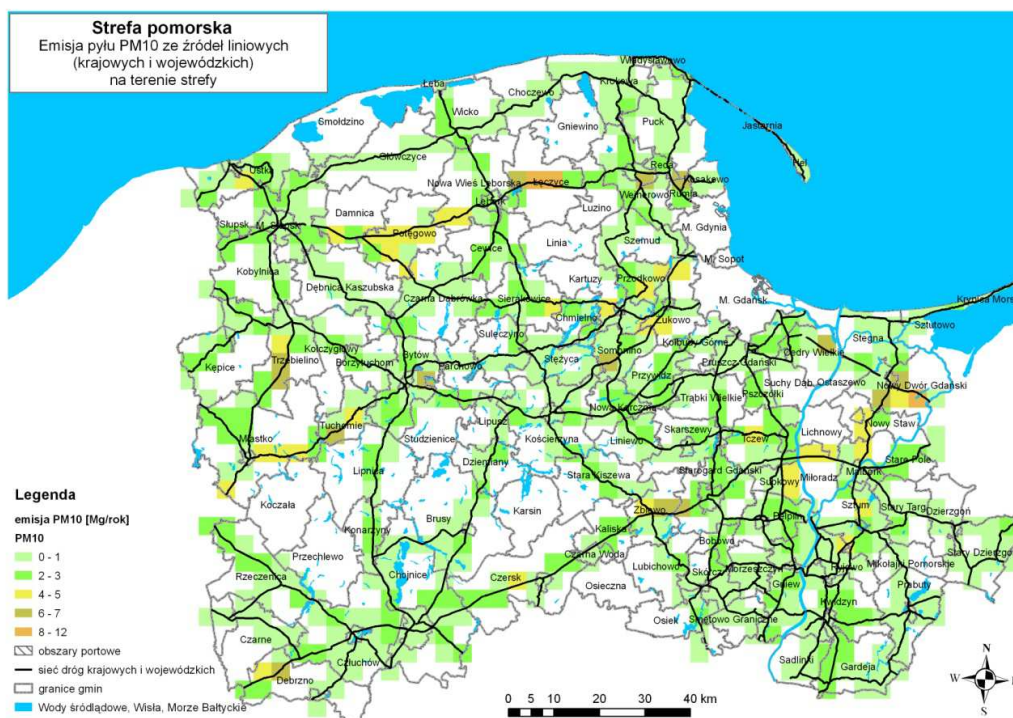 Strefa pomorska
Emisja pyłu PM10 ze źródeł liniowych
(krajowych i wojewódzkich)
na terenie strefy
Władysławowo
Krokowa
Łeba
Choczewo
Wicko
Puck
Smołdzino
Gniewino
Jastarnia
Główczyce
Hel
Reda
Ustka
Kosakowo
Nowa Wieś Lęborska
Łęczyce
Rumia
Wejherowo
Lębork
Damnica
Luzino
Słupsk
M. Słupsk
Potęgowo
M. Gdynia
Szemud
Cewice
Linia
M. Sopot
Kobylnica
Kartuzy
Przodkowo
Dębnica Kaszubska
Czarna Dąbrówka
Sierakowice
M. Gdańsk
Krynica Mors
Chmielno
Żukowo
Sztutowo
Sulęczyno
Stegna
Kolbudy Górne
Kołczygłowy
Somonino
Cedry Wielkie
Trzebielino
Borzytuchom
Bytów
Stężyca
Pruszcz Gdański
Kępice
Parchowo
Przywidz
Suchy Dąb
Ostaszewo
Nowy Dwór Gdański
Trąbki Wielkie
Pszczółki
Nowa Karczma
Tuchomie
Lipusz
Nowy Staw
Miastko
Studzienice
Kościerzyna
Liniewo
Skarszewy
Tczew
Lichnowy
Dziemiany
Stare Pole
Lipnica
Stara Kiszewa
Starogard Gdański
Malbork
Subkowy
Miłoradz
Koczała
Karsin
Zblewo
Sztum
Stary Targ
Dzierzgoń
Brusy
Pelplin
Konarzyny
Kaliska
Bobowo
Przechlewo
Czarna Woda
Stary Dzierzgoń
Lubichowo
Ryjewo
Mikołajki Pomorskie
Rzeczenica
Chojnice
Skórcz
Morzeszczyn
Czersk
Osieczna
Gniew
Prabuty
Kwidzyn
Osiek
Smętowo Graniczne
Czarne
Człuchów
Sadlinki
Gardeja
Debrzno
Legenda
emisja PM10 [Mg/rok]
PM10
0 - 1
2 - 3
4 - 5
6 - 7
8 - 12
obszary portowe
sieć dróg krajowych i wojewódzkich
granice gmin
Wody śródlądowe, Wisła, Morze Bałtyckie
0 5 10 20 30 40 km
N
W
S